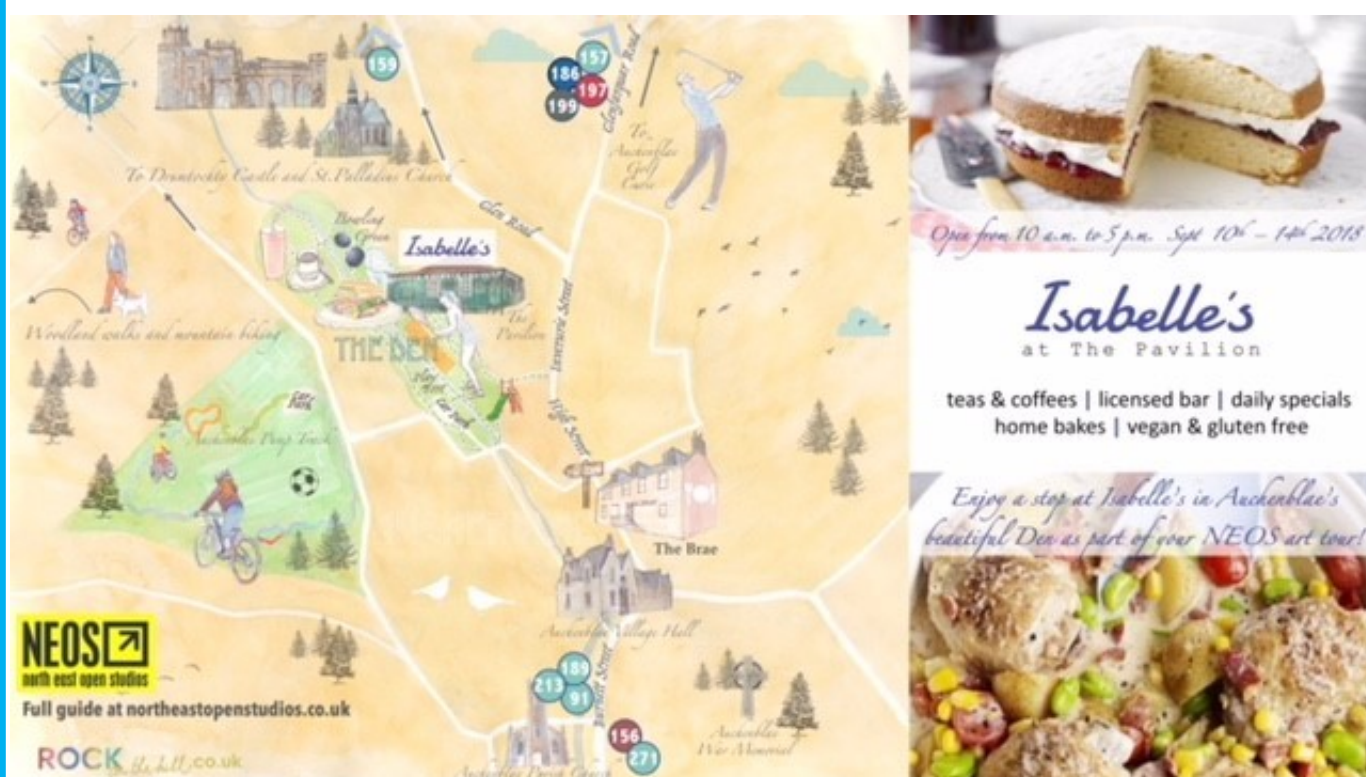 159
157
186
197
199
Cloychnquhar Road
To
Auchenblae
Golf
Curse
To Drumtochty Castle and St. Palladius Church
Glen Road
Bowling
Green
Isabelle's
The
Pavilion
THE DEN
Play
Car Park
Inverurie Street
High Street
Woodland walks and mountain biking
Car
Park
Auchenblae Pump Track
The Brae
Auchenblae Village Hall
NEOS
north east open studios
Full guide at northeastopenstudios.co.uk
ROCK
.co.uk
189
213
91
Street
156
271
Auchenblae Parish Church
Auchenblae
War Memorial
Open from 10 a.m. to 5 p.m. Sept 10th – 14th 2018
Isabelle's
at The Pavilion
teas & coffees | licensed bar | daily specials
home bakes | vegan & gluten free
Enjoy a stop at Isabelle's in Auchenblae's
beautiful Den as part of your NEOS art tour!